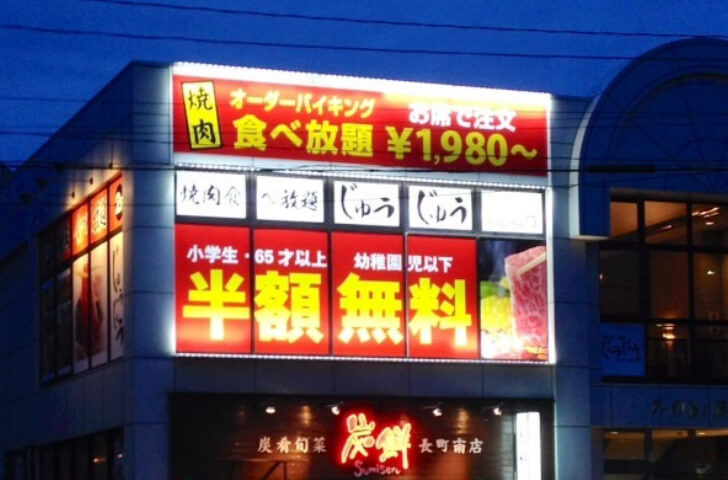 焼肉
オーダーバイキング
お席で注文
食べ放題 ¥1,980〜
焼肉食べ放題 じゅう じゅう
小学生・65才以上 幼稚園児以下
半額 無料
炭肴旬菜 炭鮮 長町南店
Sumisen